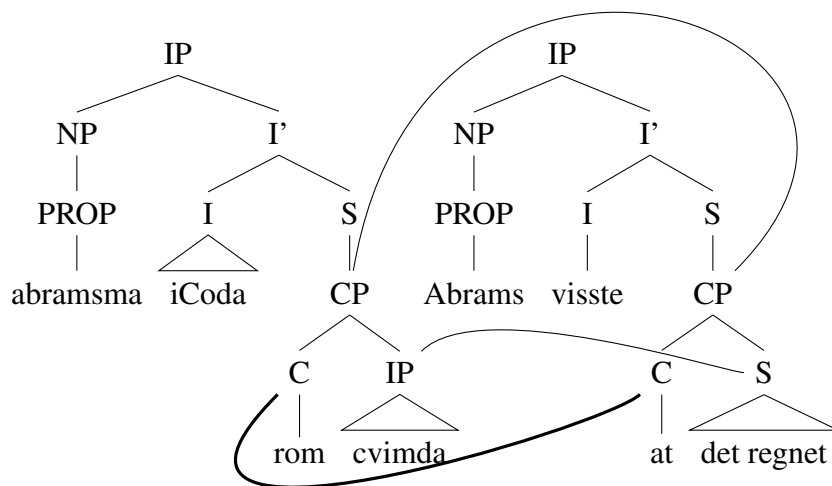 IP IP
NP I’ NP I’
PROP I S PROP I S
abramsma iCoda CP Abrams visste CP
C IP C S
rom cvimda at det regnet